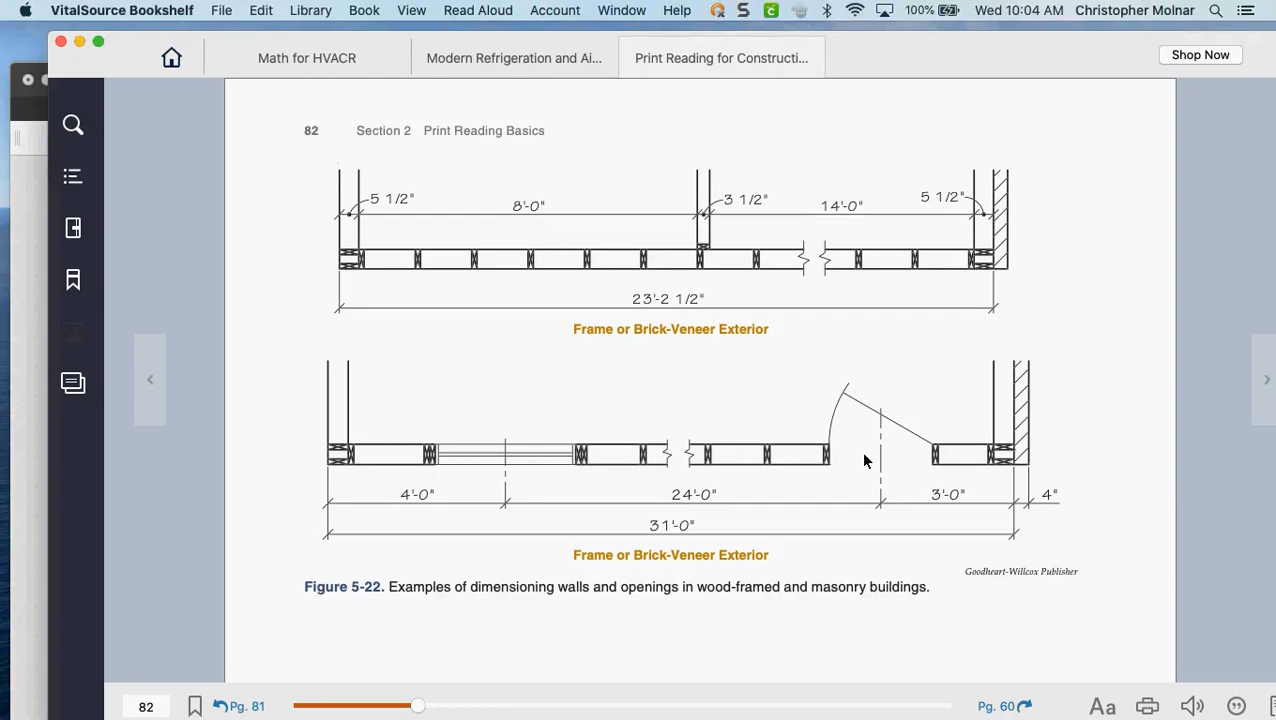 VitalSource Bookshelf File Edit Library Book View Read Aloud Account Window Help 100% Wed 10:04 AM Christopher Molnar
Math for HVACR Modern Refrigeration and Ai... Print Reading for Constructi... Shop Now
82 Section 2 Print Reading Basics
5 1/2" 8'-0" 3 1/2" 14'-0" 5 1/2"
23'-2 1/2"
Frame or Brick-Veneer Exterior
4'-0" 24'-0" 3'-0" 4"
31'-0"
Frame or Brick-Veneer Exterior
Goodheart-Willcox Publisher
Figure 5-22. Examples of dimensioning walls and openings in wood-framed and masonry buildings.
82 Pg. 81 Pg. 60 Aa